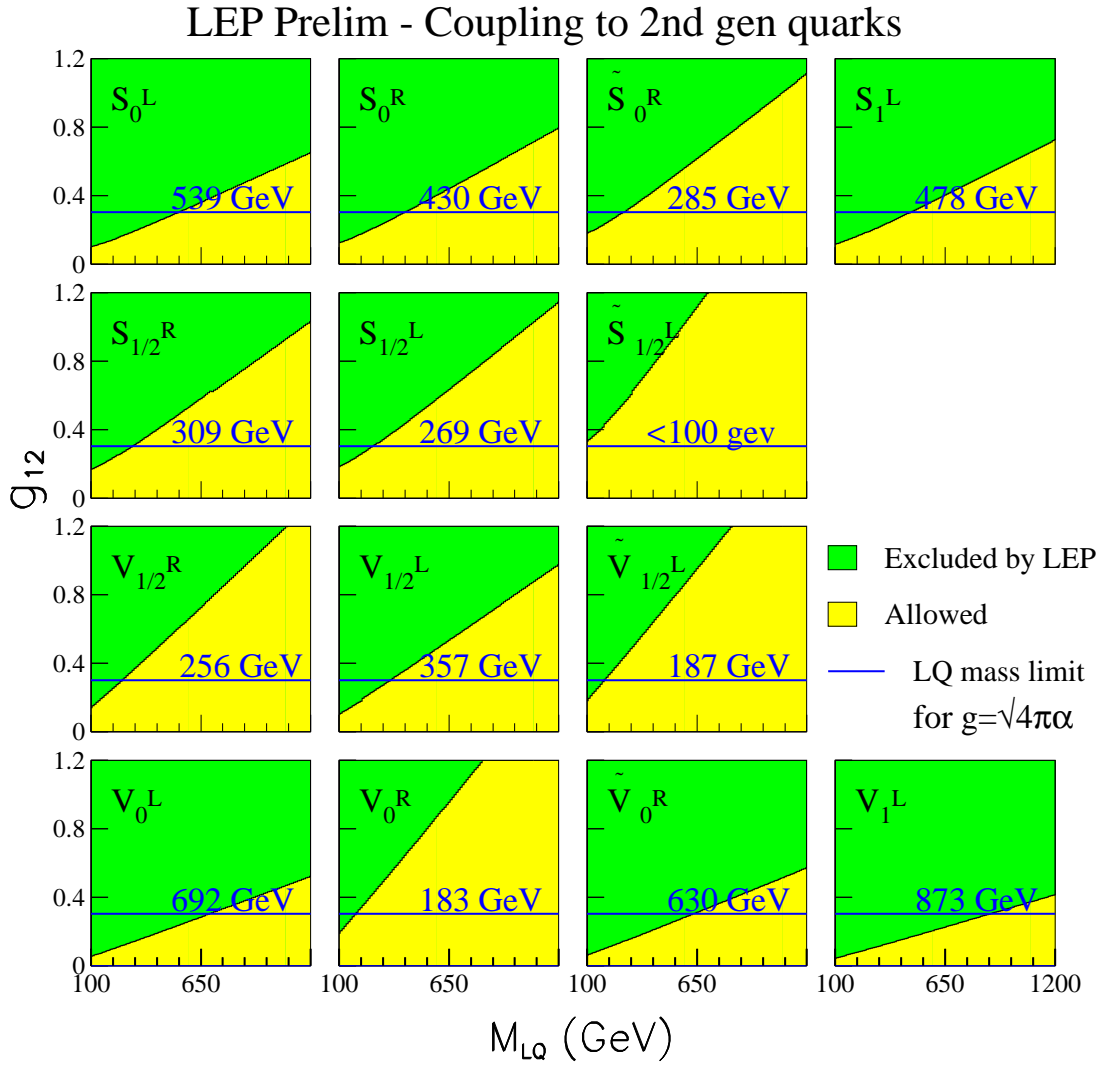 LEP Prelim - Coupling to 2nd gen quarks
1.2
0.8
0.4
0
S₀ᴸ
539 GeV
S₀ᴿ
430 GeV
S̃₀ᴿ
285 GeV
S₁ᴸ
478 GeV
1.2
0.8
0.4
0
S₁/₂ᴿ
309 GeV
S₁/₂ᴸ
269 GeV
S̃₁/₂ᴸ
<100 gev
g₁₂
1.2
0.8
0.4
0
V₁/₂ᴿ
256 GeV
V₁/₂ᴸ
357 GeV
Ṽ₁/₂ᴸ
187 GeV
Excluded by LEP
Allowed
LQ mass limit
for g=√4πα
1.2
0.8
0.4
0
V₀ᴸ
692 GeV
V₀ᴿ
183 GeV
Ṽ₀ᴿ
630 GeV
V₁ᴸ
873 GeV
100 650 100 650 100 650 100 650 1200
M_LQ (GeV)